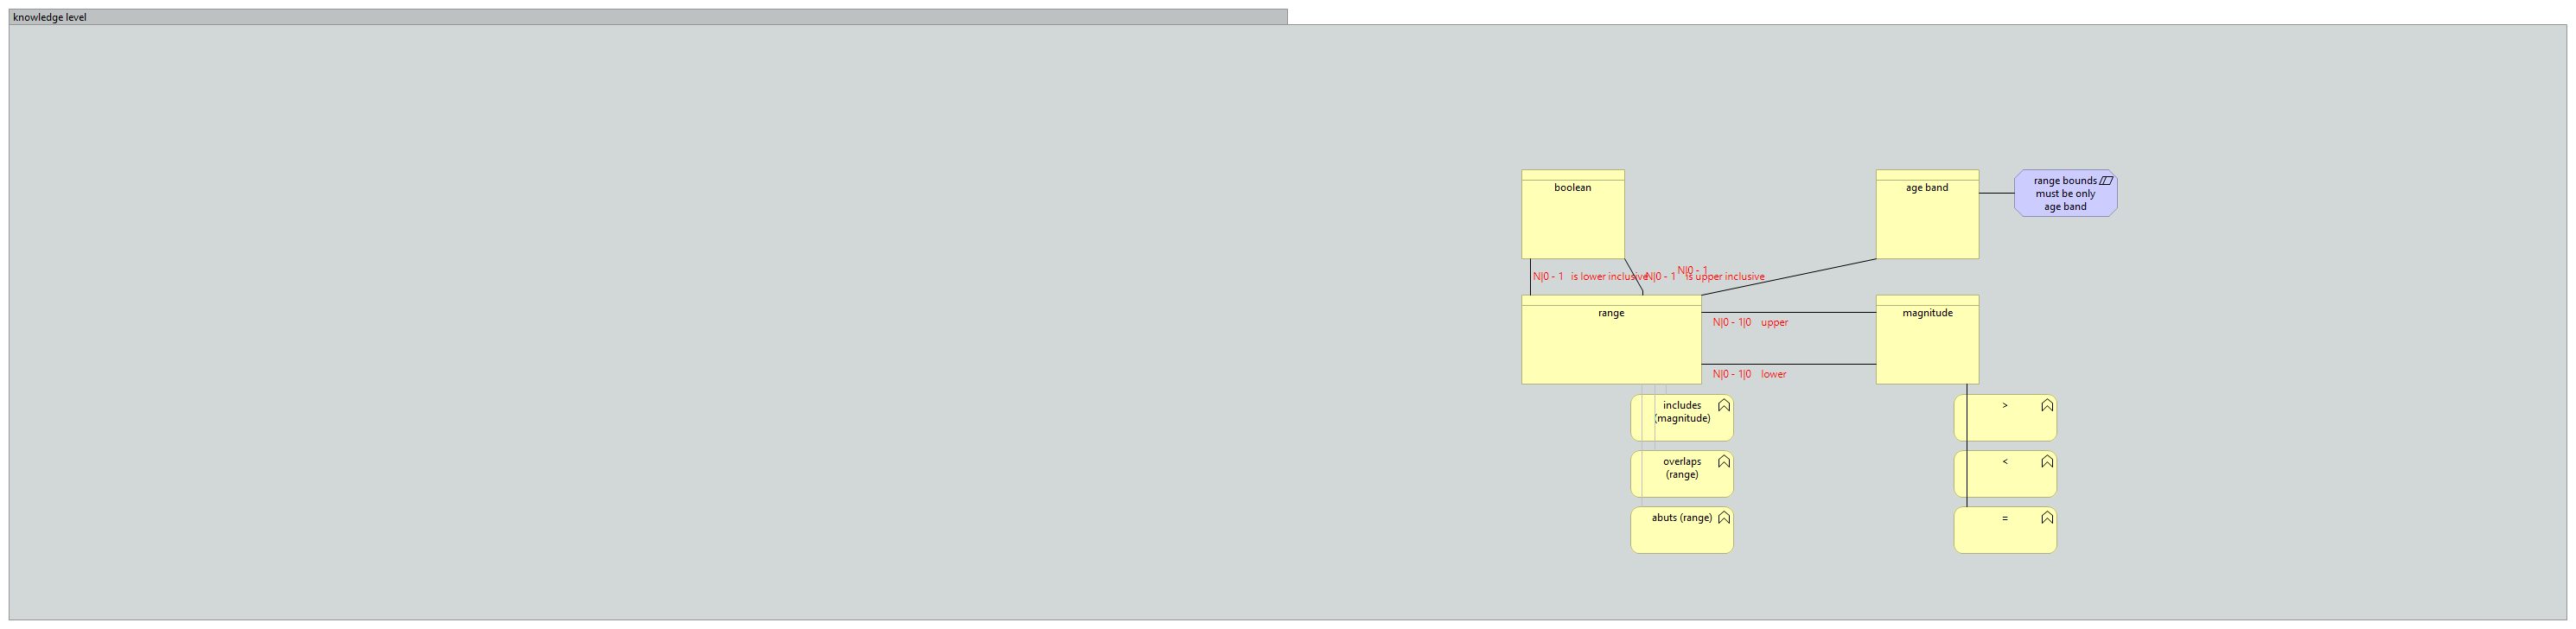 knowledge level
boolean
age band
range bounds
must be only
age band
N|0 - 1
N|0 - 1 is lower inclusive
N|0 - 1 is upper inclusive
range
magnitude
N|0 - 1|0 upper
N|0 - 1|0 lower
includes
(magnitude)
>
overlaps
(range)
<
abuts (range)
=